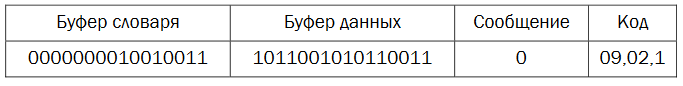 Буфер словаря Буфер данных Сообщение Код
0000000010010011 1011001010110011 0 09,02,1